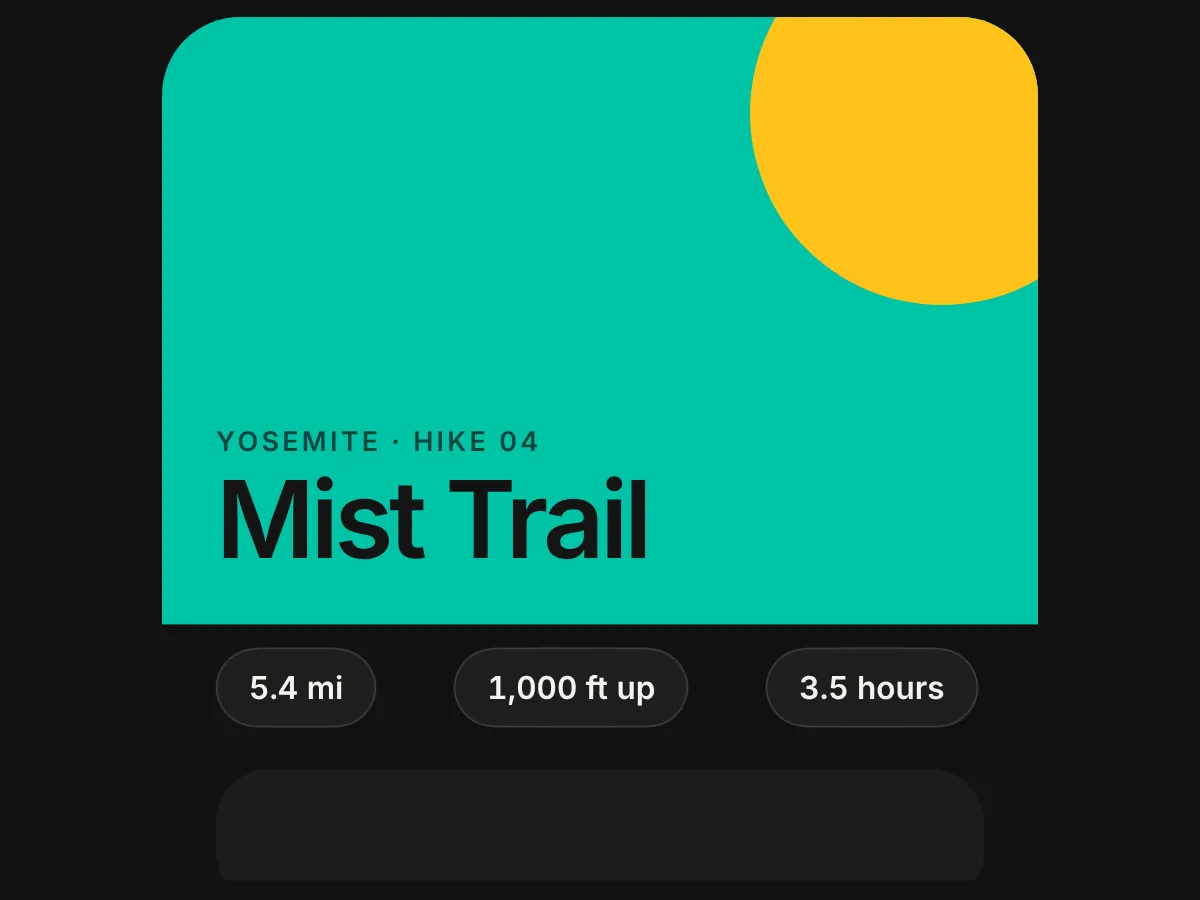 YOSEMITE · HIKE 04
Mist Trail
5.4 mi
1,000 ft up
3.5 hours